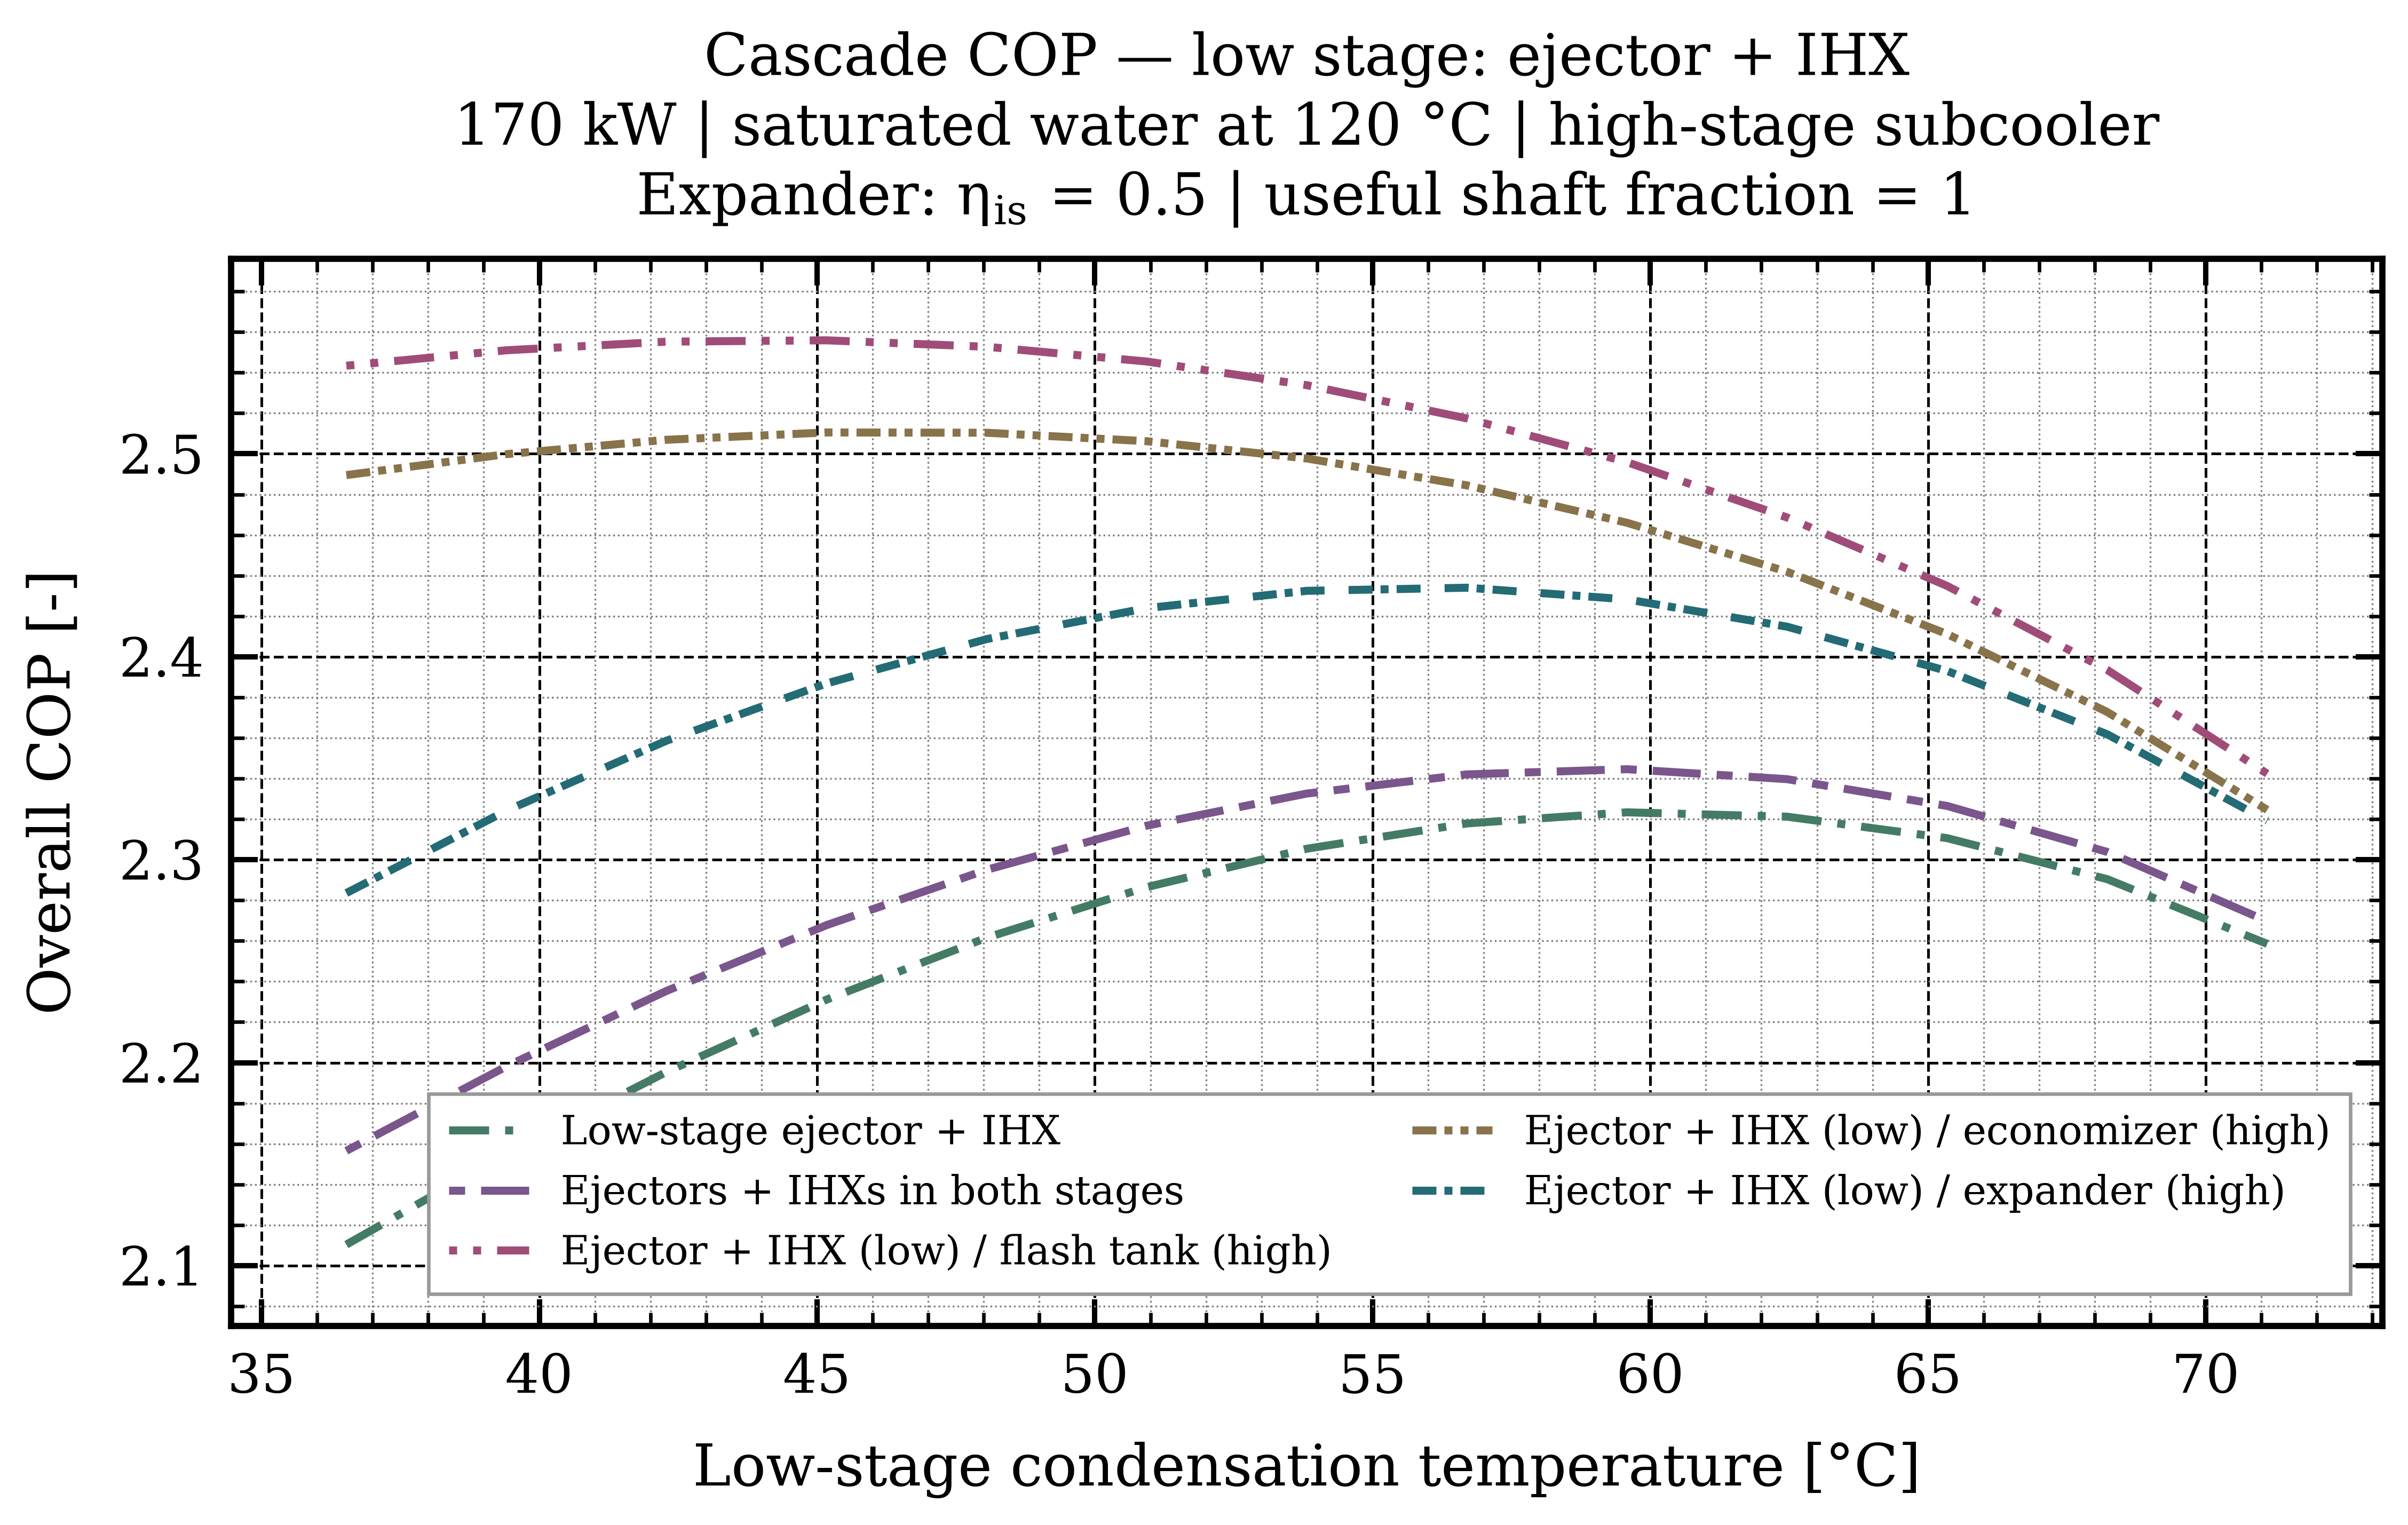 Cascade COP — low stage: ejector + IHX
170 kW | saturated water at 120 °C | high-stage subcooler
Expander: ηis = 0.5 | useful shaft fraction = 1
Overall COP [-]
2.5
2.4
2.3
2.2
2.1
Low-stage ejector + IHX
Ejectors + IHXs in both stages
Ejector + IHX (low) / flash tank (high)
Ejector + IHX (low) / economizer (high)
Ejector + IHX (low) / expander (high)
35 40 45 50 55 60 65 70
Low-stage condensation temperature [°C]